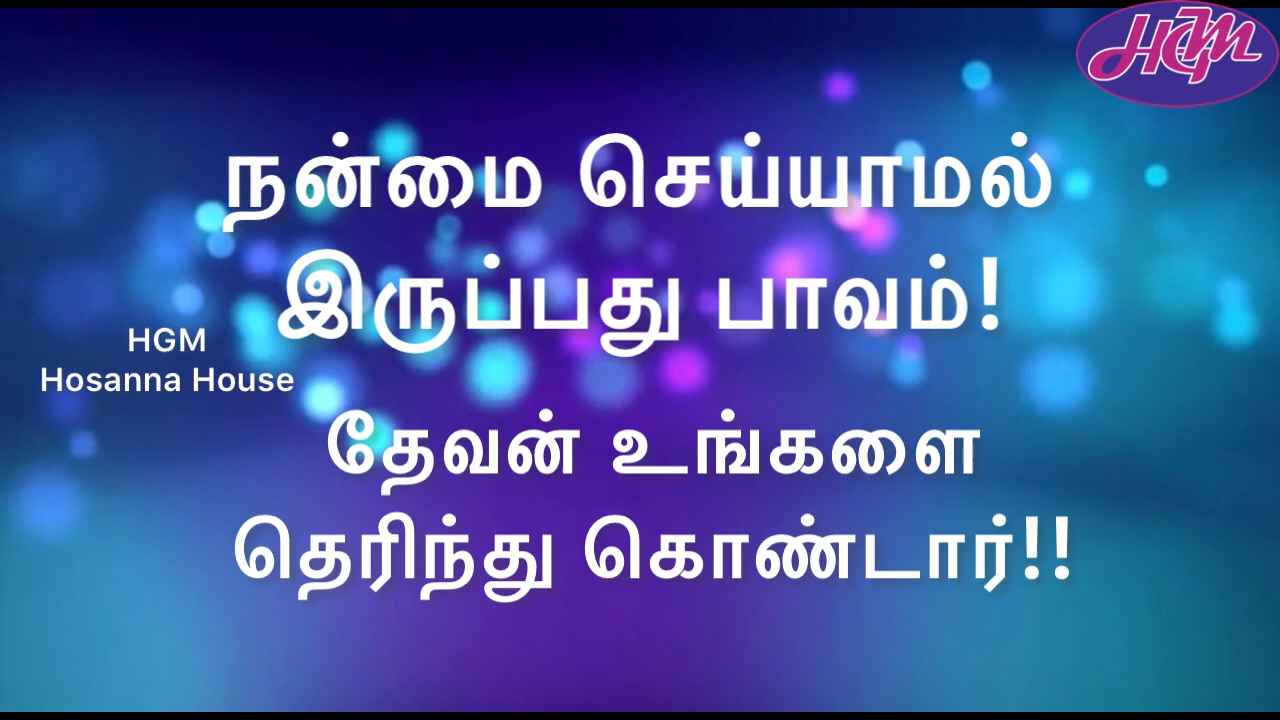 HGM
நன்மை செய்யாமல்
இருப்பது பாவம்!
HGM
Hosanna House
தேவன் உங்களை
தெரிந்து கொண்டார்!!